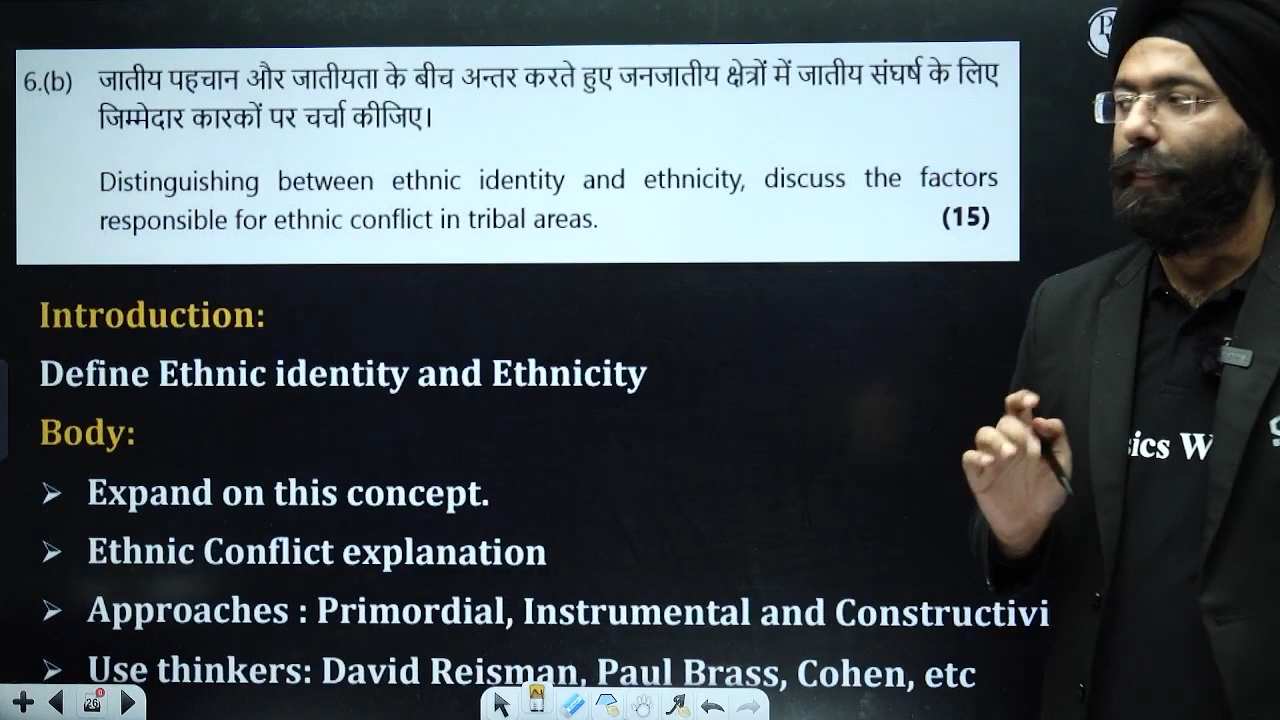 6.(b) जातीय पहचान और जातीयता के बीच अन्तर करते हुए जनजातीय क्षेत्रों में जातीय संघर्ष के लिए
जिम्मेदार कारकों पर चर्चा कीजिए।
Distinguishing between ethnic identity and ethnicity, discuss the factors
responsible for ethnic conflict in tribal areas. (15)
Introduction:
Define Ethnic identity and Ethnicity
Body:
➢ Expand on this concept.
➢ Ethnic Conflict explanation
➢ Approaches : Primordial, Instrumental and Constructivi
➢ Use thinkers: David Reisman, Paul Brass, Cohen, etc
sics W
26
0